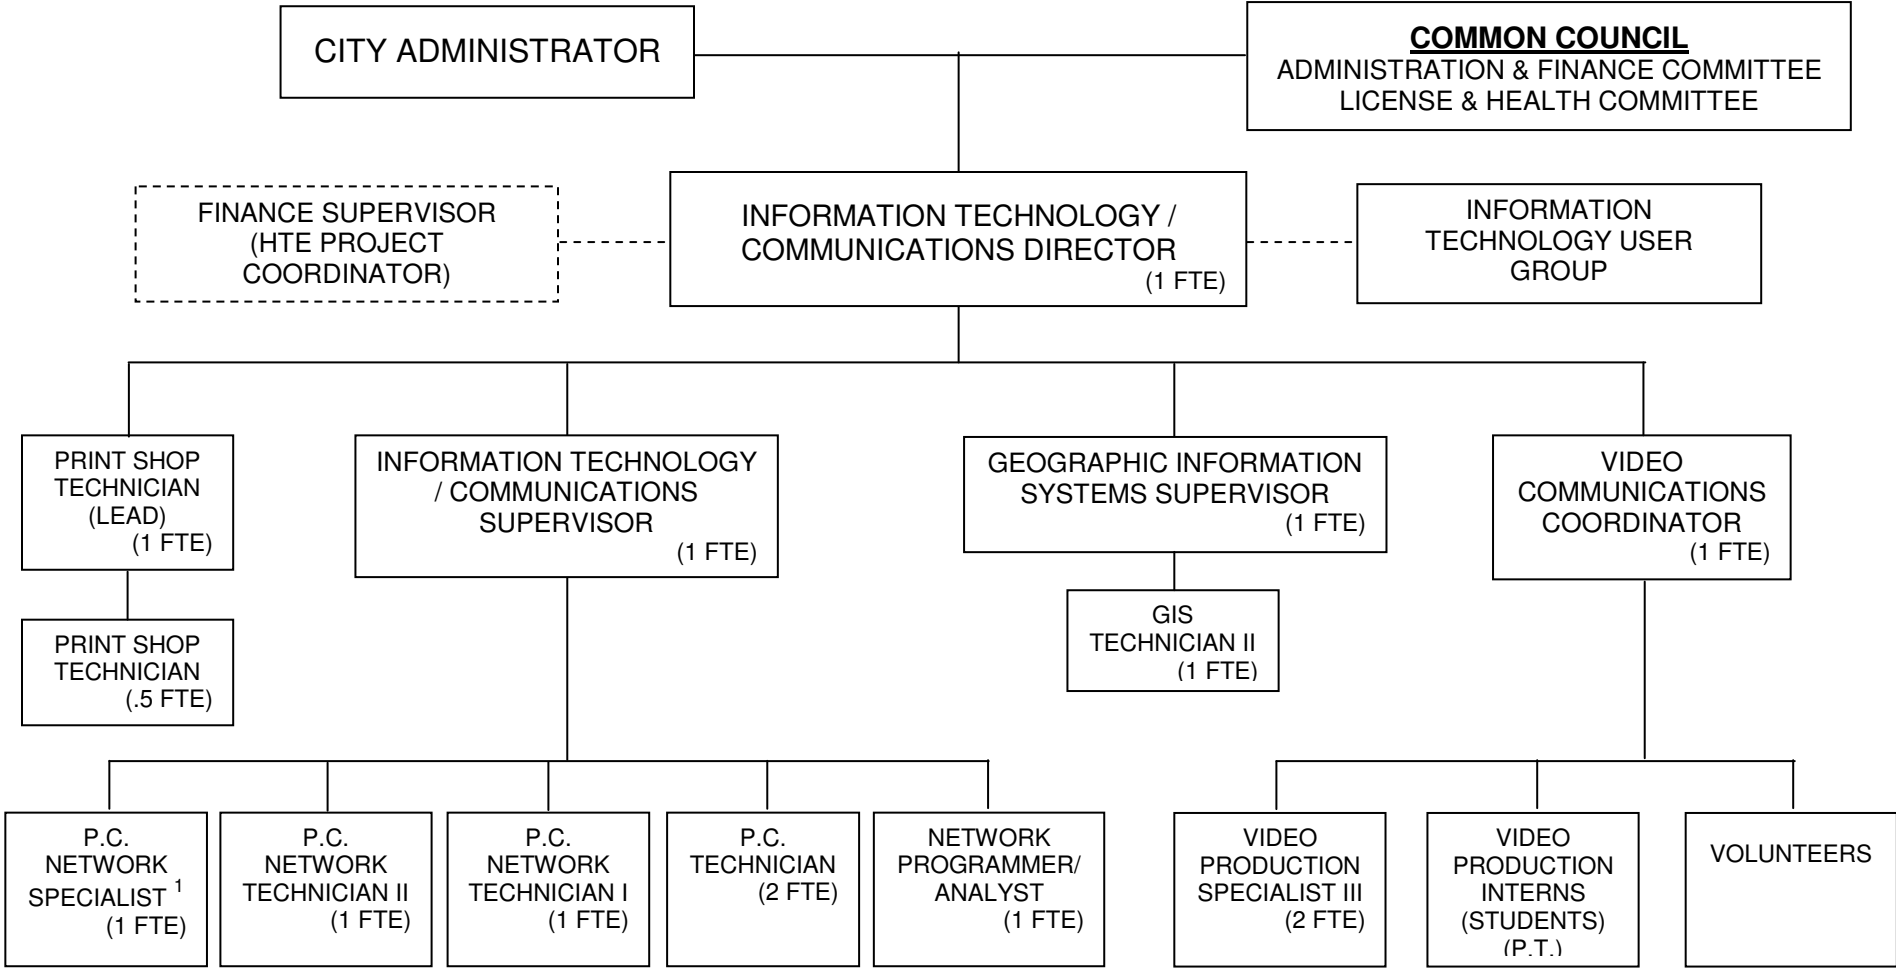 CITY ADMINISTRATOR
COMMON COUNCIL
ADMINISTRATION & FINANCE COMMITTEE
LICENSE & HEALTH COMMITTEE
FINANCE SUPERVISOR
(HTE PROJECT
COORDINATOR)
INFORMATION TECHNOLOGY /
COMMUNICATIONS DIRECTOR
(1 FTE)
INFORMATION
TECHNOLOGY USER
GROUP
PRINT SHOP
TECHNICIAN
(LEAD)
(1 FTE)
INFORMATION TECHNOLOGY
/ COMMUNICATIONS
SUPERVISOR
(1 FTE)
GEOGRAPHIC INFORMATION
SYSTEMS SUPERVISOR
(1 FTE)
VIDEO
COMMUNICATIONS
COORDINATOR
(1 FTE)
PRINT SHOP
TECHNICIAN
(.5 FTE)
GIS
TECHNICIAN II
(1 FTE)
P.C.
NETWORK
SPECIALIST 1
(1 FTE)
P.C.
NETWORK
TECHNICIAN II
(1 FTE)
P.C.
NETWORK
TECHNICIAN I
(1 FTE)
P.C.
TECHNICIAN
(2 FTE)
NETWORK
PROGRAMMER/
ANALYST
(1 FTE)
VIDEO
PRODUCTION
SPECIALIST III
(2 FTE)
VIDEO
PRODUCTION
INTERNS
(STUDENTS)
(P.T.)
VOLUNTEERS